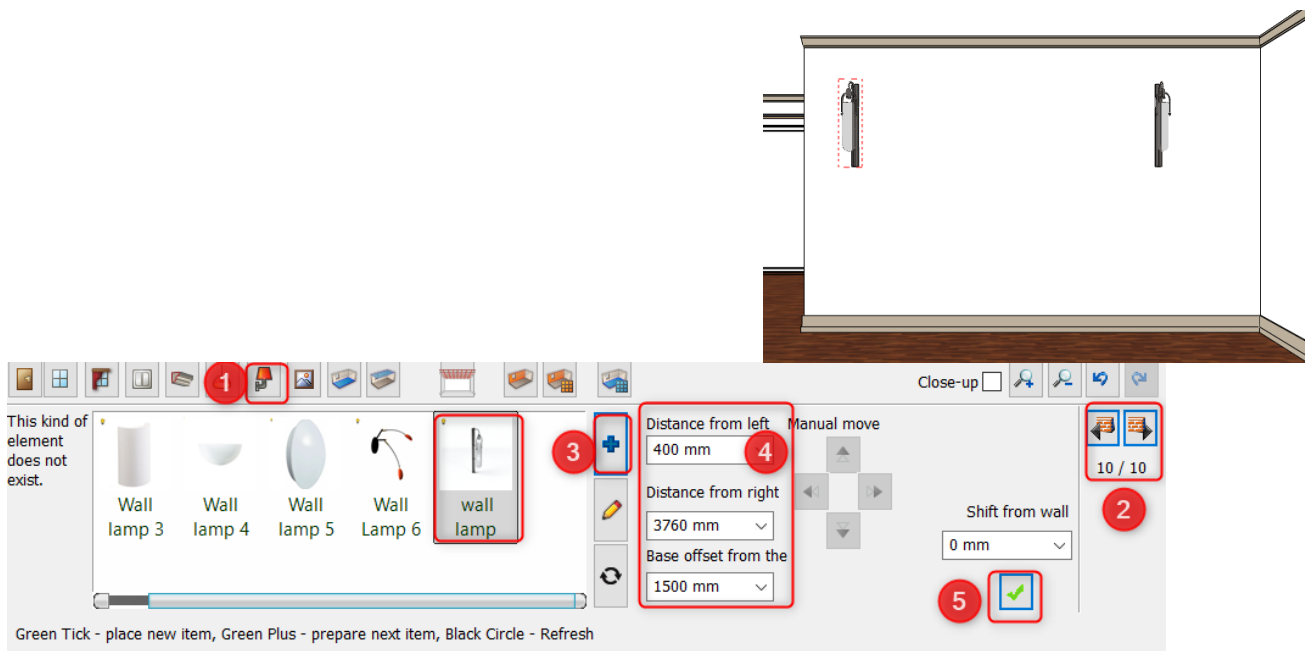 1
Close-up
This kind of
element
does not
exist.
Wall
lamp 3
Wall
lamp 4
Wall
lamp 5
Wall
Lamp 6
wall
lamp
3
Distance from left
400 mm
4
Distance from right
3760 mm
Base offset from the
1500 mm
Manual move
Shift from wall
0 mm
5
10 / 10
2
Green Tick - place new item, Green Plus - prepare next item, Black Circle - Refresh